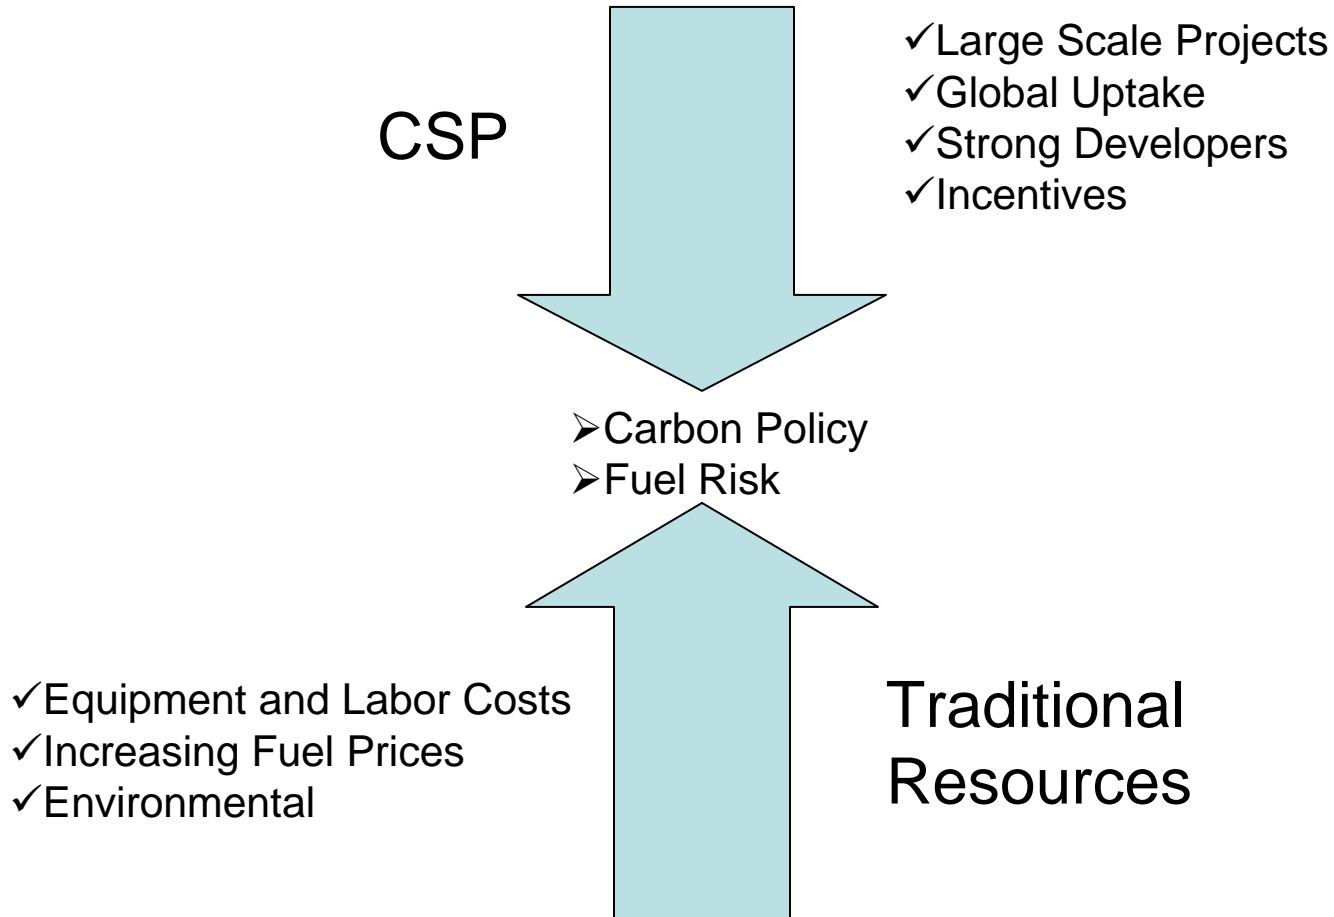 CSP
✓Large Scale Projects
✓Global Uptake
✓Strong Developers
✓Incentives
➢Carbon Policy
➢Fuel Risk
✓Equipment and Labor Costs
✓Increasing Fuel Prices
✓Environmental
Traditional
Resources